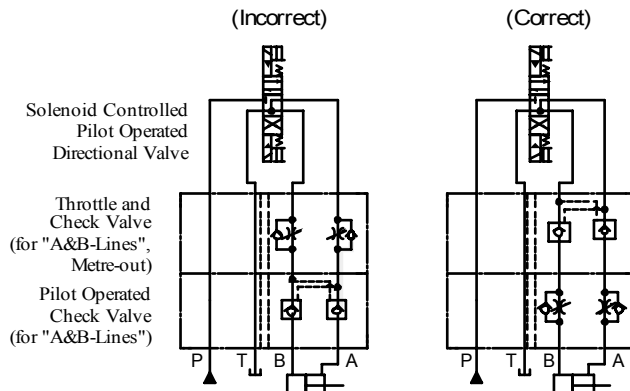 (Incorrect)
(Correct)
Solenoid Controlled
Pilot Operated
Directional Valve
Throttle and
Check Valve
(for "A&B-Lines",
Metre-out)
Pilot Operated
Check Valve
(for "A&B-Lines")
P T B A
P T B A